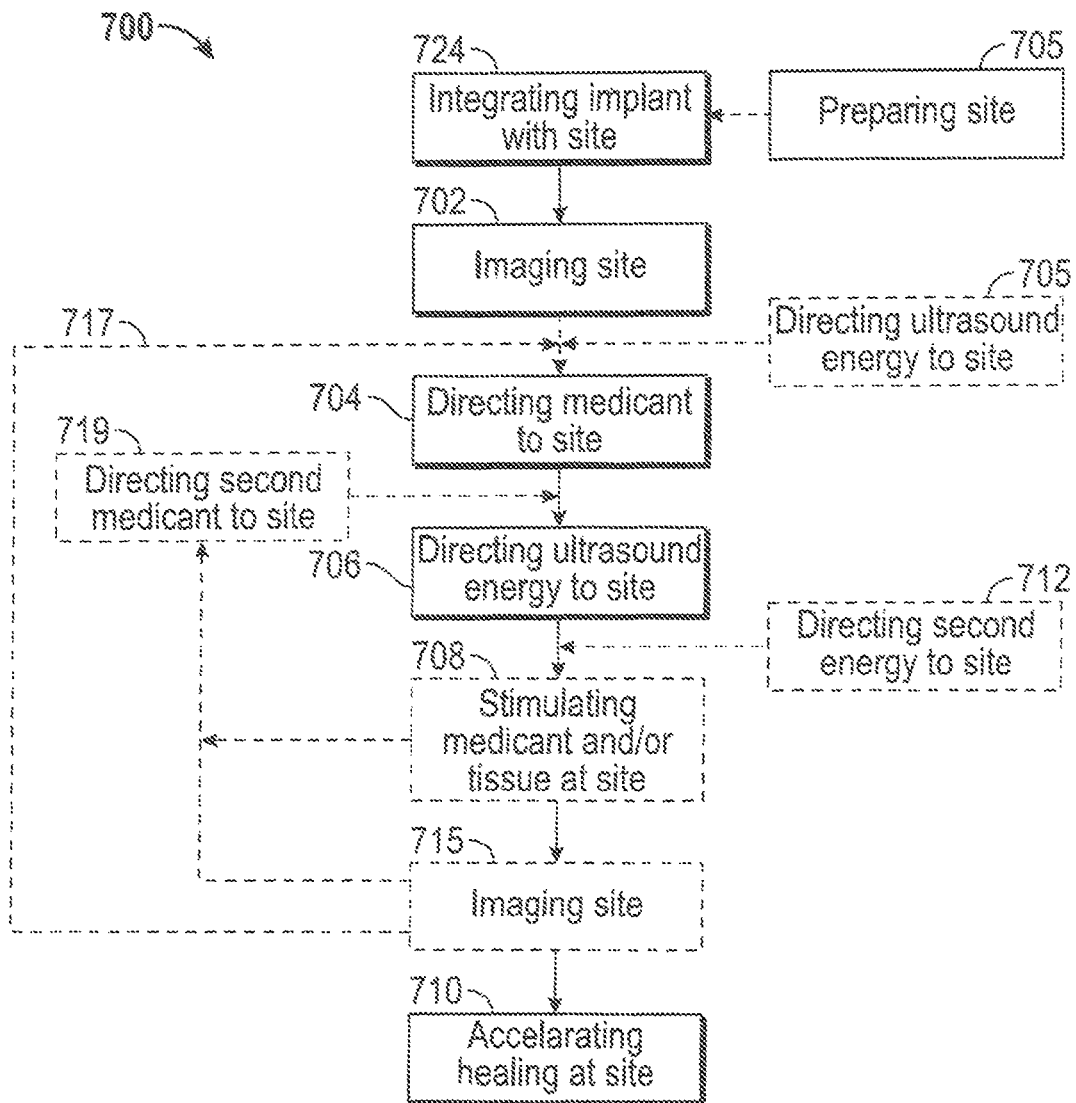 700
724
Integrating implant
with site
705
Preparing site
702
Imaging site
717
705
Directing ultrasound
energy to site
704
Directing medicant
to site
719
Directing second
medicant to site
706
Directing ultrasound
energy to site
712
Directing second
energy to site
708
Stimulating
medicant and/or
tissue at site
715
Imaging site
710
Accelarating
healing at site